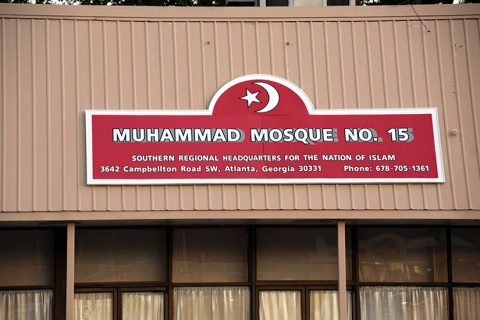 MUHAMMAD MOSQUE NO. 15
SOUTHERN REGIONAL HEADQUARTERS FOR THE NATION OF ISLAM
3642 Campbellton Road SW, Atlanta, Georgia 30331 Phone: 678-705-1361